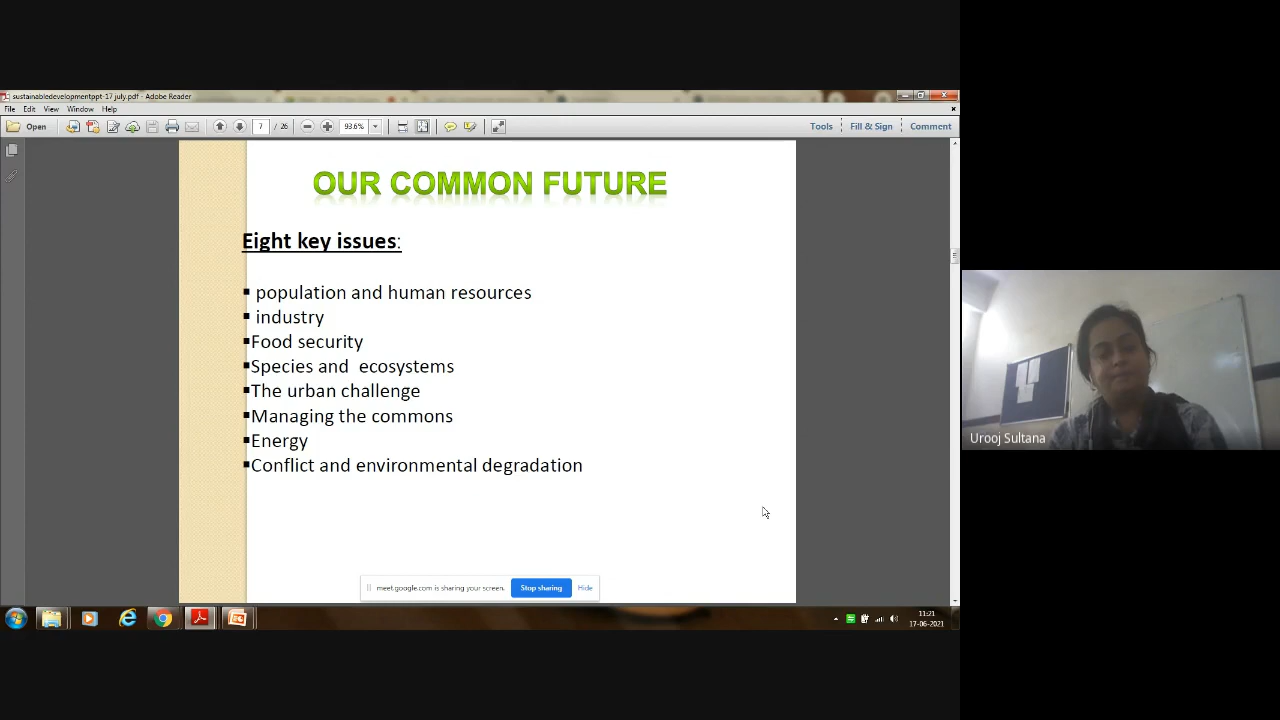 sustainabledevelopmentppt-17 july.pdf - Adobe Reader
File Edit View Window Help
Open 7 / 26 93.6% Tools Fill & Sign Comment
OUR COMMON FUTURE
Eight key issues:
▪ population and human resources
▪ industry
▪Food security
▪Species and ecosystems
▪The urban challenge
▪Managing the commons
▪Energy
▪Conflict and environmental degradation
Urooj Sultana
meet.google.com is sharing your screen. Stop sharing Hide
11:21
17-06-2021